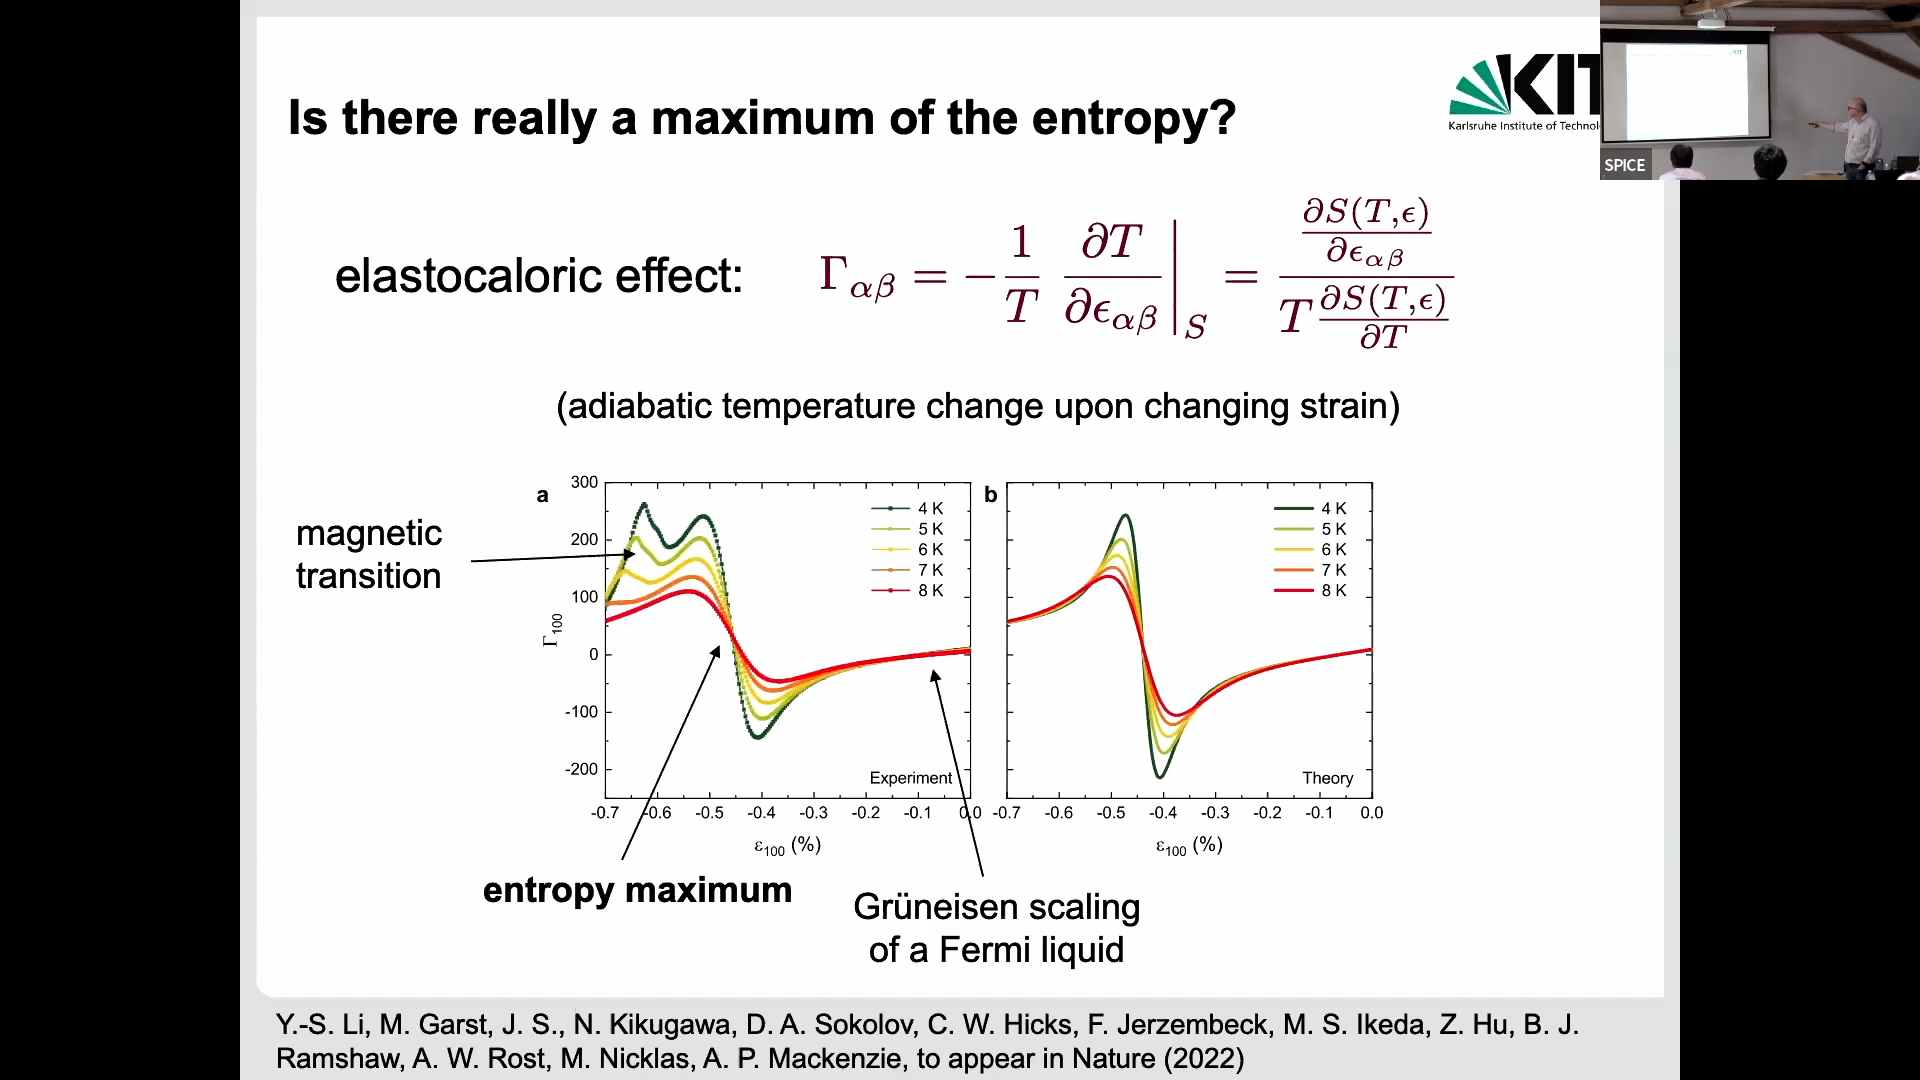 Is there really a maximum of the entropy?
KIT
Karlsruhe Institute of Technol
SPICE
elastocaloric effect:
Γαβ = − 1/T ∂T/∂ϵαβ |S = ∂S(T,ϵ)/∂ϵαβ / T ∂S(T,ϵ)/∂T
(adiabatic temperature change upon changing strain)
magnetic
transition
a
300
200
100
0
-100
-200
Γ100
4 K
5 K
6 K
7 K
8 K
Experiment
-0.7 -0.6 -0.5 -0.4 -0.3 -0.2 -0.1 0.0
ε100 (%)
b
4 K
5 K
6 K
7 K
8 K
Theory
-0.7 -0.6 -0.5 -0.4 -0.3 -0.2 -0.1 0.0
ε100 (%)
entropy maximum
Grüneisen scaling
of a Fermi liquid
Y.-S. Li, M. Garst, J. S., N. Kikugawa, D. A. Sokolov, C. W. Hicks, F. Jerzembeck, M. S. Ikeda, Z. Hu, B. J.
Ramshaw, A. W. Rost, M. Nicklas, A. P. Mackenzie, to appear in Nature (2022)